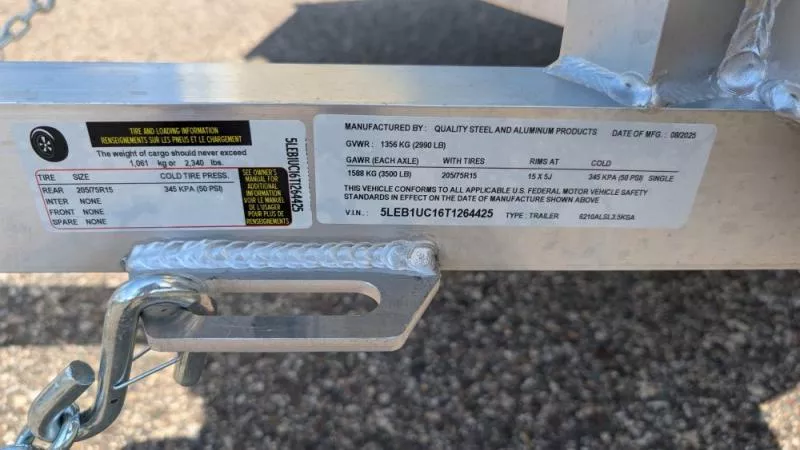 TIRE AND LOADING INFORMATION
RENSEIGNEMENTS SUR LES PNEUS ET LE CHARGEMENT
The weight of cargo should never exceed
1,061 kg or 2,340 lbs.
TIRE SIZE COLD TIRE PRESS.
REAR 205/75R15 345 KPA (50 PSI)
INTER NONE
FRONT NONE
SPARE NONE
SEE OWNER'S
MANUAL FOR
ADDITIONAL
INFORMATION
VOIR LE MANUEL
DE L'USAGER
POUR PLUS DE
RENSEIGNEMENTS
5LEB1UC16T1264425
MANUFACTURED BY: QUALITY STEEL AND ALUMINUM PRODUCTS DATE OF MFG.: 08/2025
GVWR: 1356 KG (2990 LB)
GAWR (EACH AXLE) WITH TIRES RIMS AT COLD
1588 KG (3500 LB) 205/75R15 15 X 5J 345 KPA (50 PSI) SINGLE
THIS VEHICLE CONFORMS TO ALL APPLICABLE U.S. FEDERAL MOTOR VEHICLE SAFETY
STANDARDS IN EFFECT ON THE DATE OF MANUFACTURE SHOWN ABOVE
V.I.N.: 5LEB1UC16T1264425 TYPE: TRAILER 6210ALSL3.5KSA